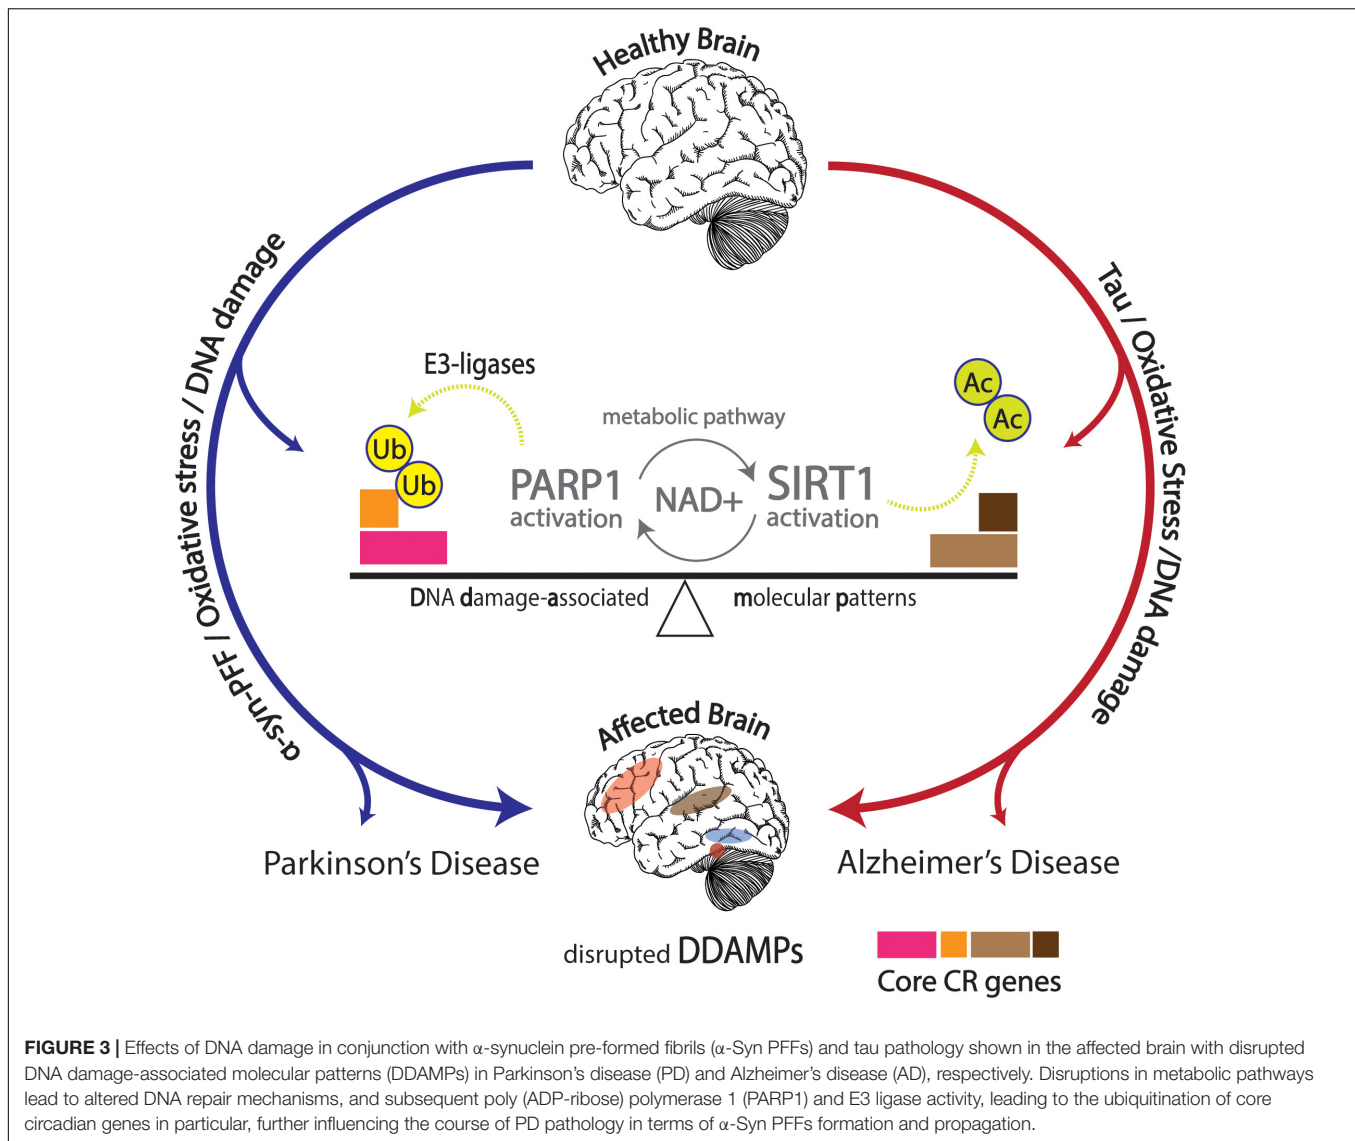 Healthy Brain
α-syn-PFF / Oxidative stress / DNA damage
Tau / Oxidative Stress /DNA damage
E3-ligases
Ub
Ub
metabolic pathway
PARP1
activation
NAD+
SIRT1
activation
Ac
Ac
DNA damage-associated molecular patterns
Affected Brain
Parkinson's Disease
Alzheimer's Disease
disrupted DDAMPs
Core CR genes
FIGURE 3 | Effects of DNA damage in conjunction with α-synuclein pre-formed fibrils (α-Syn PFFs) and tau pathology shown in the affected brain with disrupted
DNA damage-associated molecular patterns (DDAMPs) in Parkinson's disease (PD) and Alzheimer's disease (AD), respectively. Disruptions in metabolic pathways
lead to altered DNA repair mechanisms, and subsequent poly (ADP-ribose) polymerase 1 (PARP1) and E3 ligase activity, leading to the ubiquitination of core
circadian genes in particular, further influencing the course of PD pathology in terms of α-Syn PFFs formation and propagation.